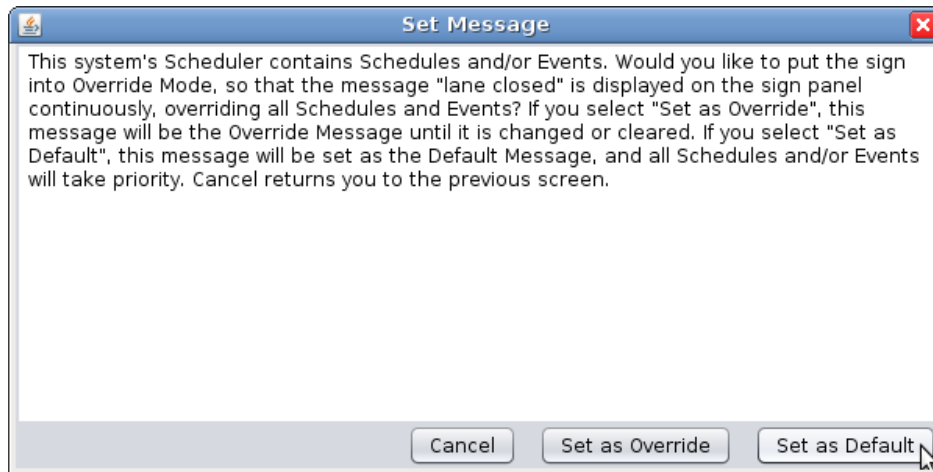 Set Message
This system's Scheduler contains Schedules and/or Events. Would you like to put the sign
into Override Mode, so that the message "lane closed" is displayed on the sign panel
continuously, overriding all Schedules and Events? If you select "Set as Override", this
message will be the Override Message until it is changed or cleared. If you select "Set as
Default", this message will be set as the Default Message, and all Schedules and/or Events
will take priority. Cancel returns you to the previous screen.
Cancel Set as Override Set as Default